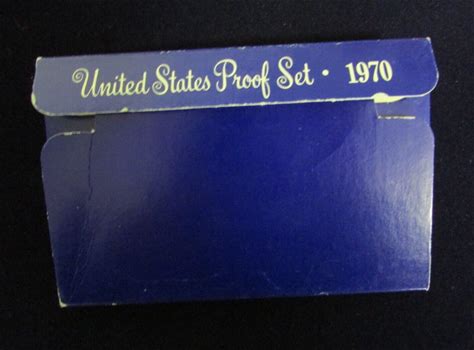 United States Proof Set · 1970